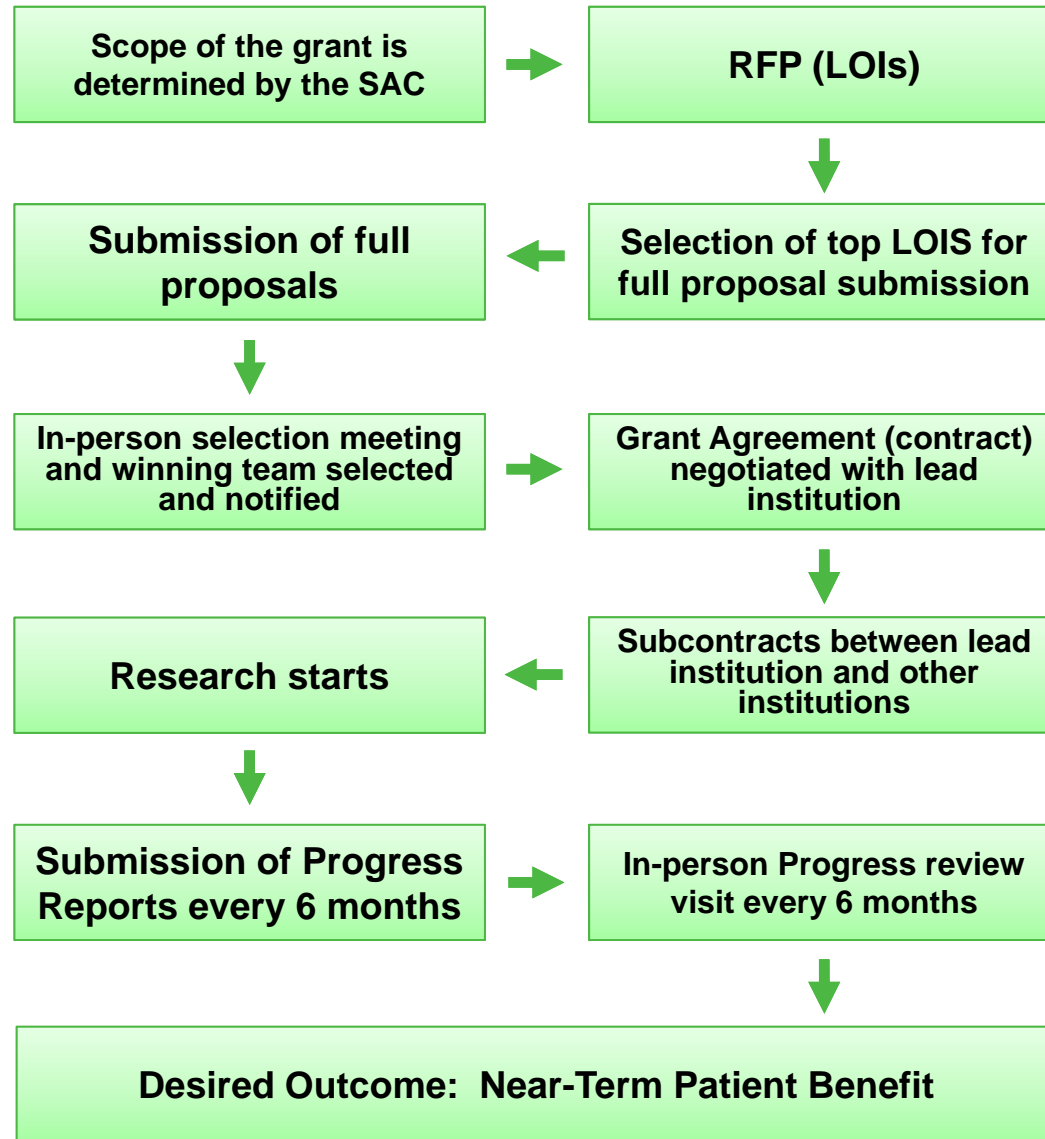 Scope of the grant is
determined by the SAC
RFP (LOIs)
Selection of top LOIS for
full proposal submission
Submission of full
proposals
In-person selection meeting
and winning team selected
and notified
Grant Agreement (contract)
negotiated with lead
institution
Subcontracts between lead
institution and other
institutions
Research starts
Submission of Progress
Reports every 6 months
In-person Progress review
visit every 6 months
Desired Outcome:  Near-Term Patient Benefit